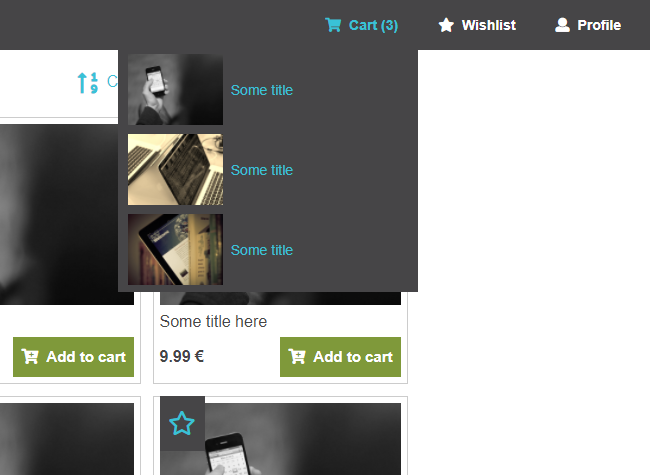 Cart (3) Wishlist Profile
1
9 C
Some title
Some title
Some title
Some title here
Add to cart 9.99 € Add to cart